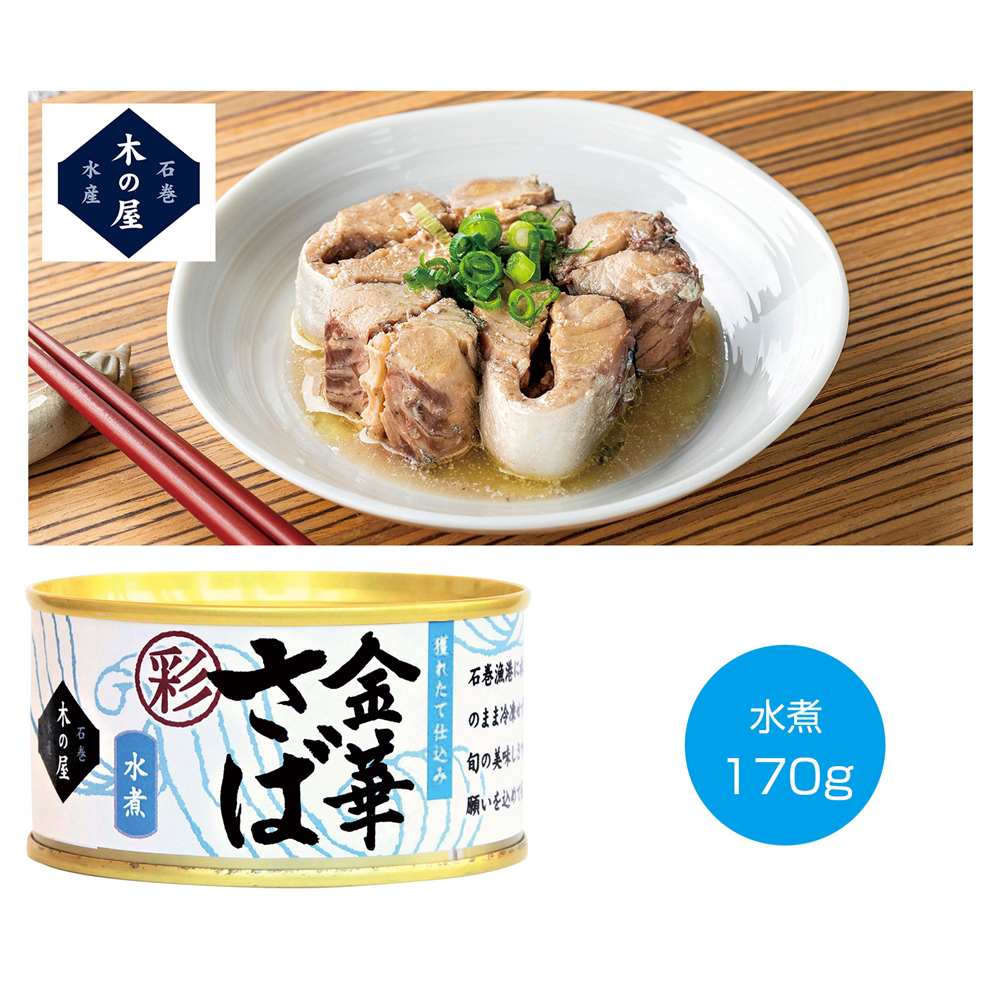 木の屋
石巻
水産
金華
さば
彩
水煮
獲れたて仕込み
石巻
木の屋
石巻漁港に
のまま冷凍せ
旬の美味し
願いを込めて
水煮
170g